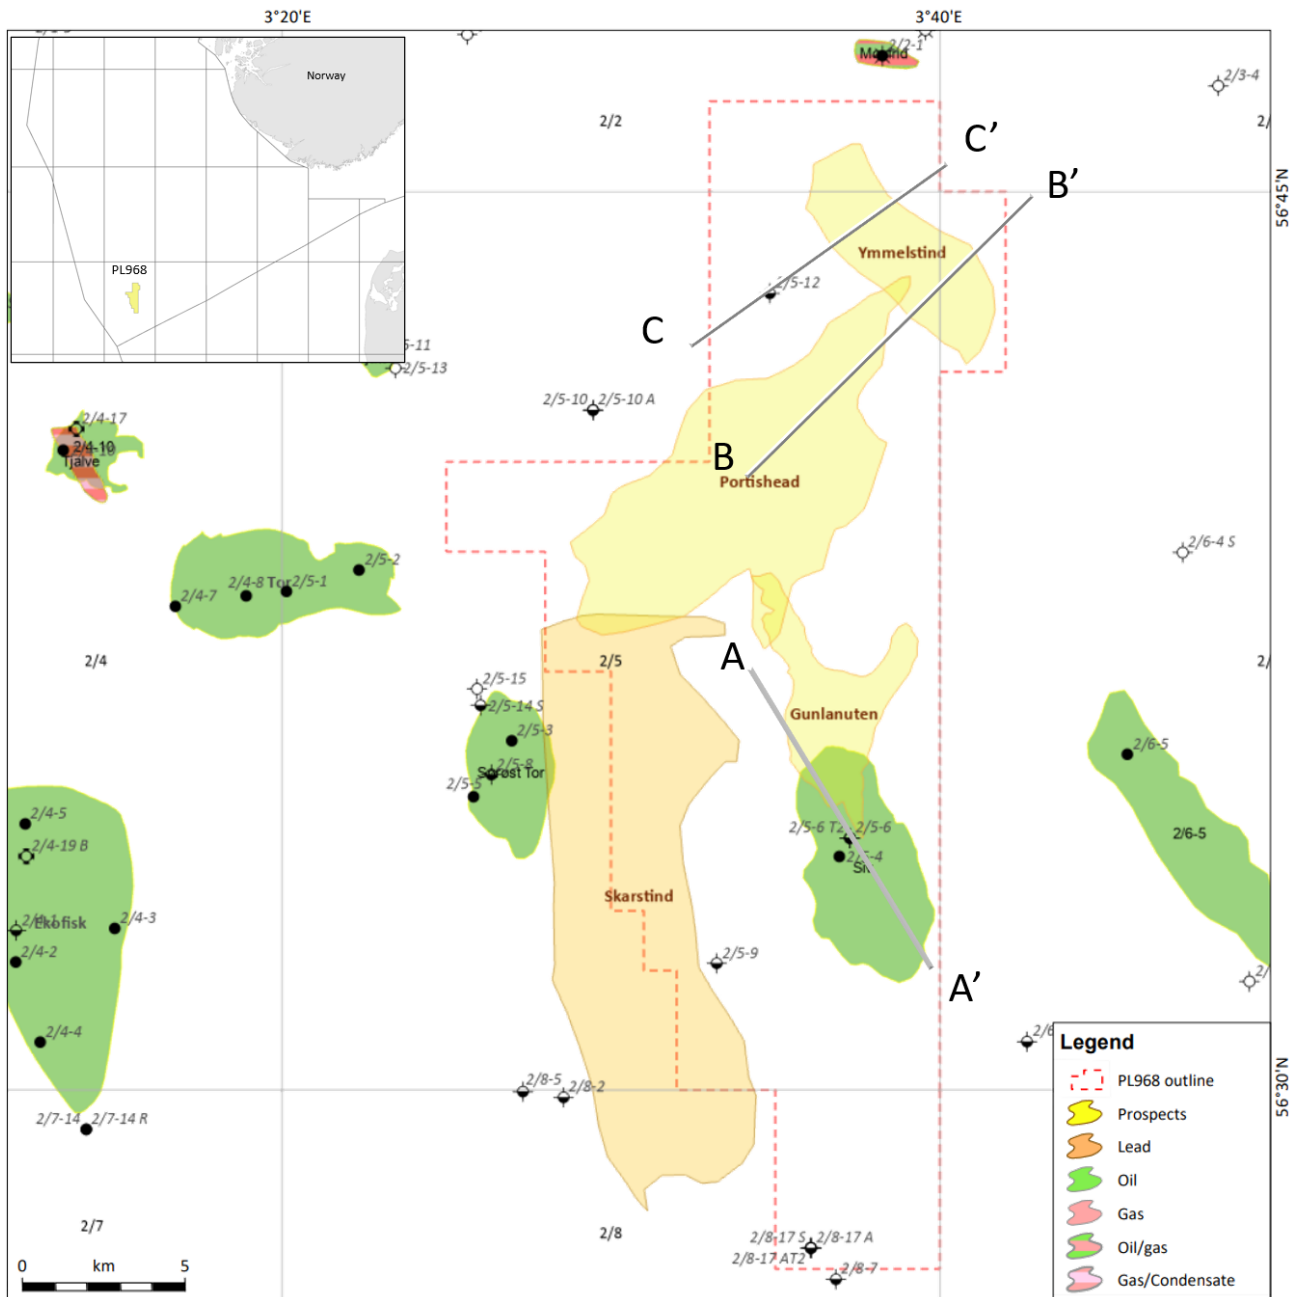 3°20'E
3°40'E
Norway
PL968
2/2-1
2/3-4
2/2
2/
C'
B'
56°45'N
Ymmelstind
2/5-12
C
5-11
2/5-13
2/5-10
2/5-10 A
2/4-17
2/4-10
Tjalve
B
Portishead
2/6-4 S
2/5-2
2/4-8
Tor
2/5-1
2/4-7
2/4
2/5
A
2/
2/5-15
2/5-14 S
2/5-3
Gunlanuten
2/5-8
Sørøst Tor
2/5-5
2/6-5
2/4-5
2/5-6 T2
2/5-6
2/6-5
2/4-19 B
2/5-4
Skarstind
Ekofisk
2/4-3
2/4-2
2/5-9
2/
A'
2/4-4
2/6
Legend
2/8-5
2/8-2
PL968 outline
56°30'N
2/7-14
2/7-14 R
Prospects
Lead
Oil
2/7
2/8
Gas
2/8-17 S
2/8-17 A
2/8-17 AT2
2/8-7
Oil/gas
Gas/Condensate
0 km 5